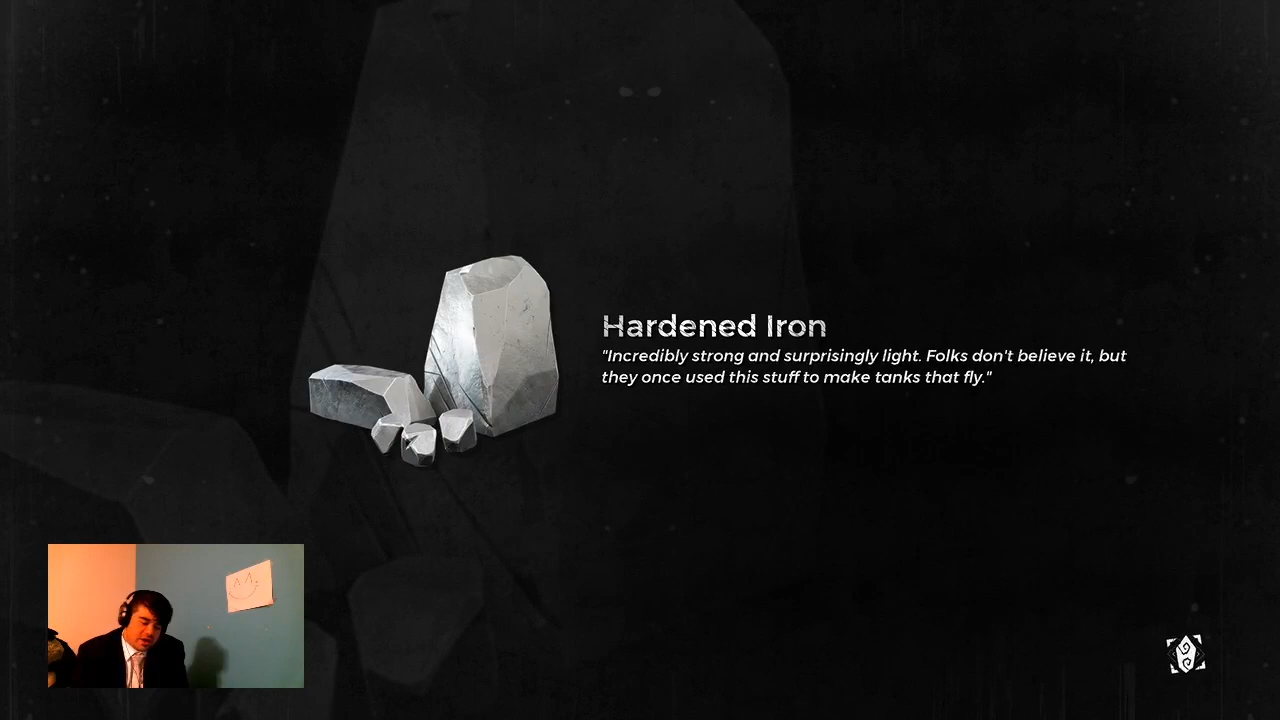 Hardened Iron
"Incredibly strong and surprisingly light. Folks don't believe it, but
they once used this stuff to make tanks that fly."